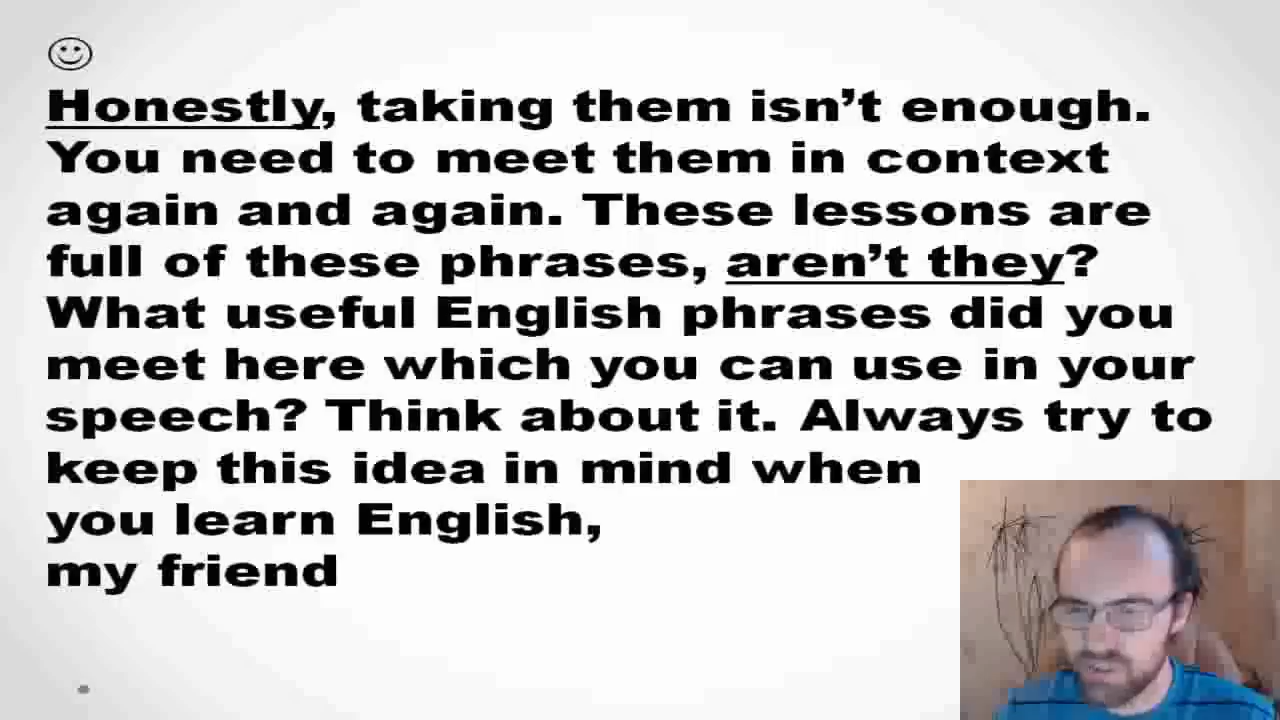 Honestly, taking them isn’t enough.
You need to meet them in context
again and again. These lessons are
full of these phrases, aren’t they?
What useful English phrases did you
meet here which you can use in your
speech? Think about it. Always try to
keep this idea in mind when
you learn English,
my friend